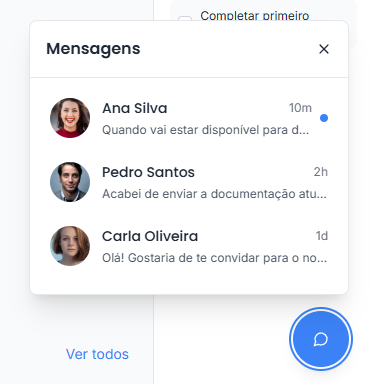 Completar primeiro
Mensagens
Ana Silva 10m
Quando vai estar disponível para d...
Pedro Santos 2h
Acabei de enviar a documentação atu...
Carla Oliveira 1d
Olá! Gostaria de te convidar para o no...
Ver todos